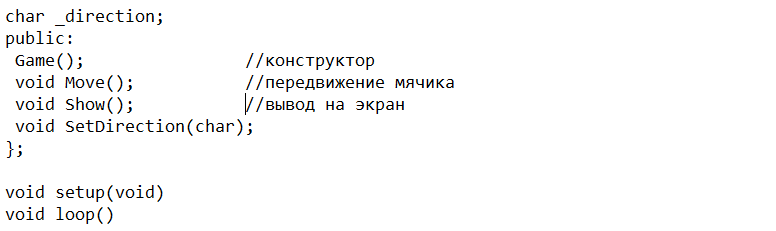 char _direction;
public:
Game(); //конструктор
void Move(); //передвижение мячика
void Show(); //вывод на экран
void SetDirection(char);
};
void setup(void)
void loop()